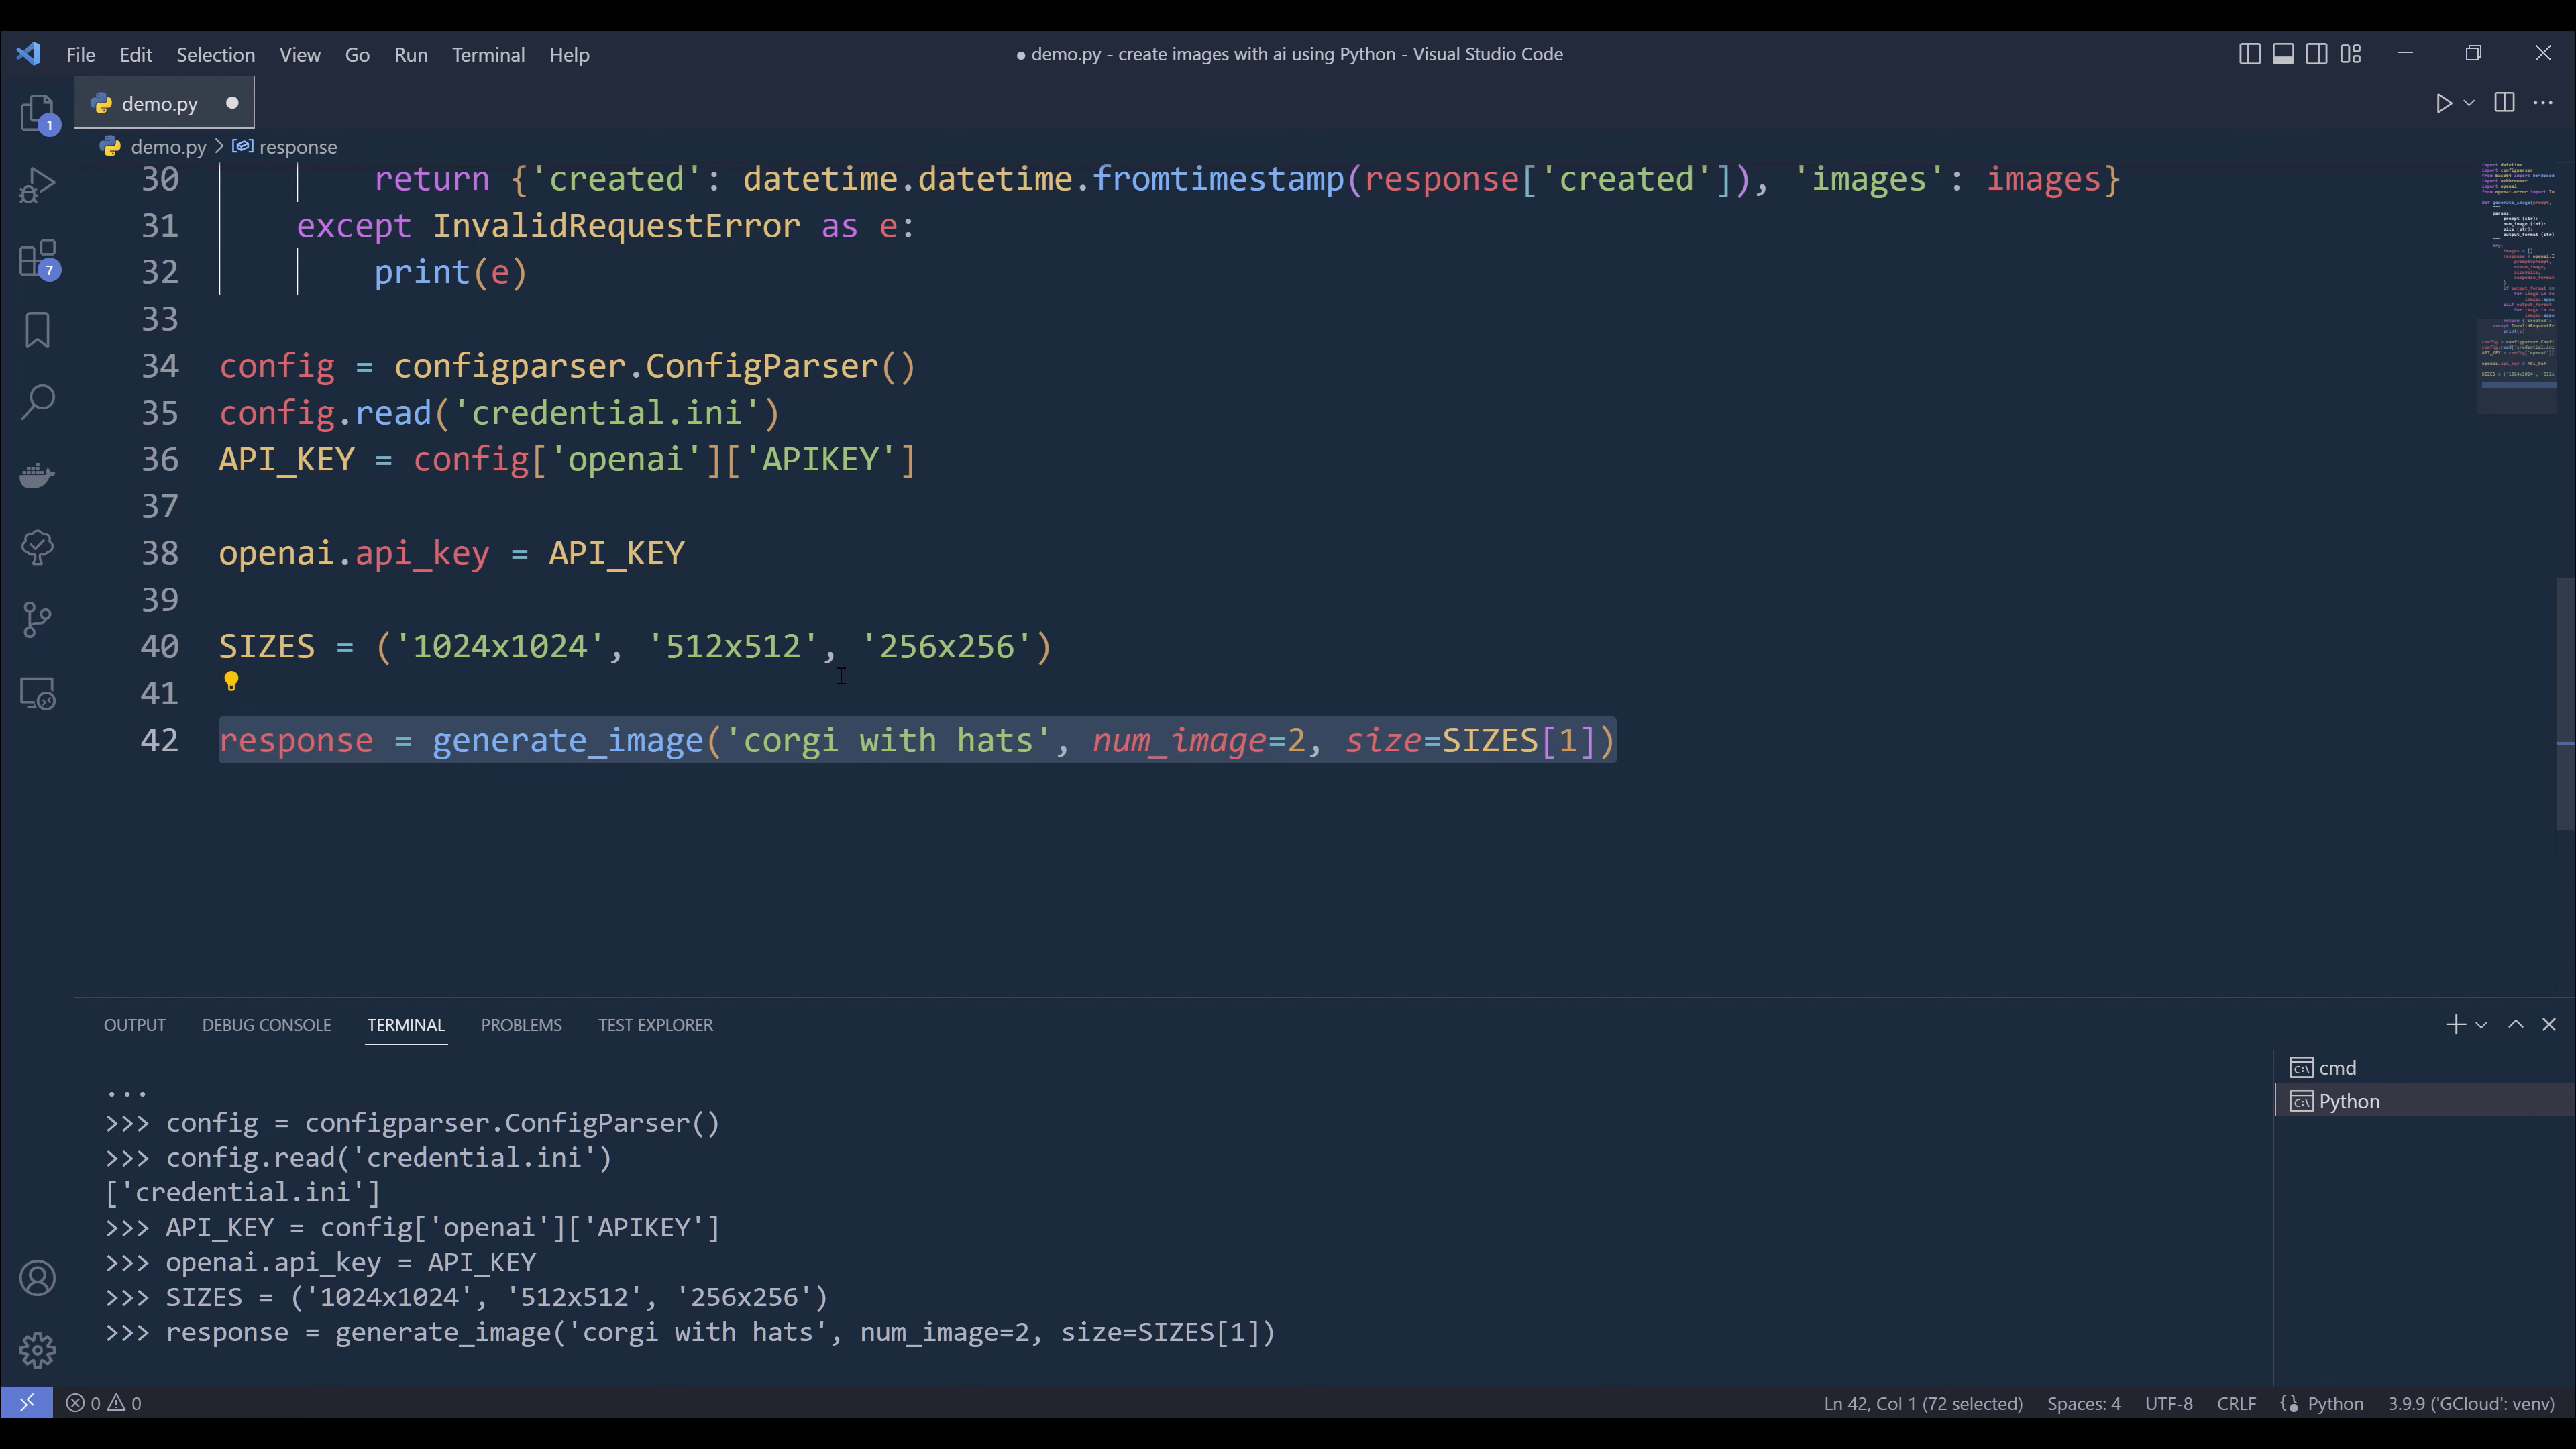 File Edit Selection View Go Run Terminal Help
● demo.py - create images with ai using Python - Visual Studio Code
demo.py
demo.py > response
30 return {'created': datetime.datetime.fromtimestamp(response['created']), 'images': images}
31 except InvalidRequestError as e:
32 print(e)
33
34 config = configparser.ConfigParser()
35 config.read('credential.ini')
36 API_KEY = config['openai']['APIKEY']
37
38 openai.api_key = API_KEY
39
40 SIZES = ('1024x1024', '512x512', '256x256')
41
42 response = generate_image('corgi with hats', num_image=2, size=SIZES[1])
1
7
OUTPUT DEBUG CONSOLE TERMINAL PROBLEMS TEST EXPLORER
...
>>> config = configparser.ConfigParser()
>>> config.read('credential.ini')
['credential.ini']
>>> API_KEY = config['openai']['APIKEY']
>>> openai.api_key = API_KEY
>>> SIZES = ('1024x1024', '512x512', '256x256')
>>> response = generate_image('corgi with hats', num_image=2, size=SIZES[1])
cmd
Python
0 0
Ln 42, Col 1 (72 selected) Spaces: 4 UTF-8 CRLF Python 3.9.9 ('GCloud': venv)